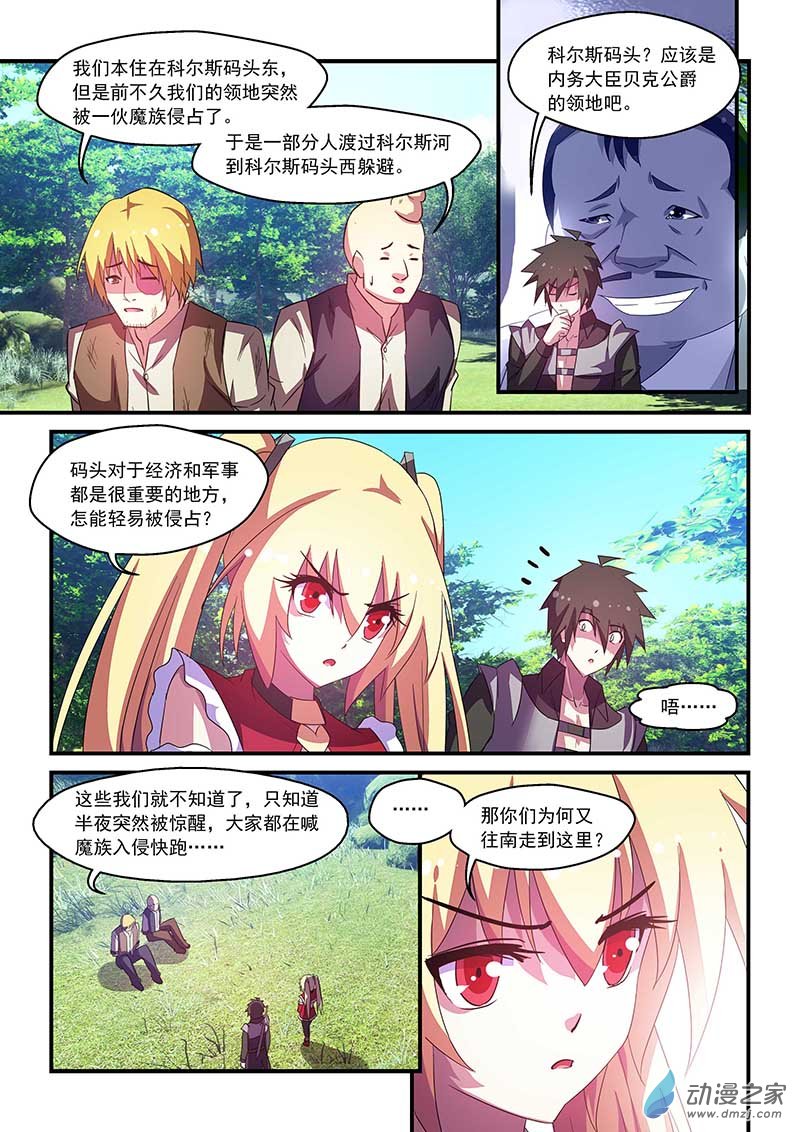 我们本住在科尔斯码头东，
但是前不久我们的领地突然
被一伙魔族侵占了。
于是一部分人渡过科尔斯河
到科尔斯码头西躲避。
科尔斯码头？应该是
内务大臣贝克公爵
的领地吧。
码头对于经济和军事
都是很重要的地方，
怎能轻易被侵占？
唔……
这些我们就不知道了，只知道
半夜突然被惊醒，大家都在喊
魔族入侵快跑……
……
那你们为何又
往南走到这里？
动漫之家
www.dmzj.com